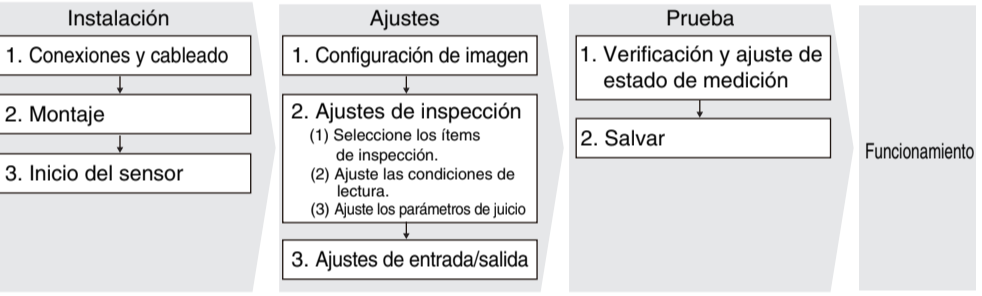 Instalación
1. Conexiones y cableado
2. Montaje
3. Inicio del sensor
Ajustes
1. Configuración de imagen
2. Ajustes de inspección
(1) Seleccione los ítems
de inspección.
(2) Ajuste las condiciones de
lectura.
(3) Ajuste los parámetros de juicio
3. Ajustes de entrada/salida
Prueba
1. Verificación y ajuste de
estado de medición
2. Salvar
Funcionamiento